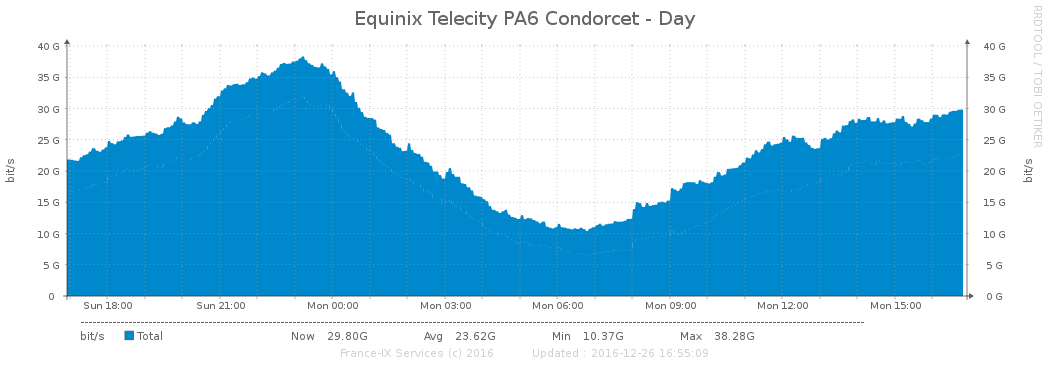 Equinix Telecity PA6 Condorcet - Day
RRDTOOL / TOBI OETIKER
40 G 40 G
35 G 35 G
30 G 30 G
25 G 25 G
20 G 20 G
15 G 15 G
10 G 10 G
5 G 5 G
0 0 G
bit/s
bit/s
Sun 18:00 Sun 21:00 Mon 00:00 Mon 03:00 Mon 06:00 Mon 09:00 Mon 12:00 Mon 15:00
bit/s Total Now 29.80G Avg 23.62G Min 10.37G Max 38.28G
France-IX Services (c) 2016 Updated : 2016-12-26 16:55:09